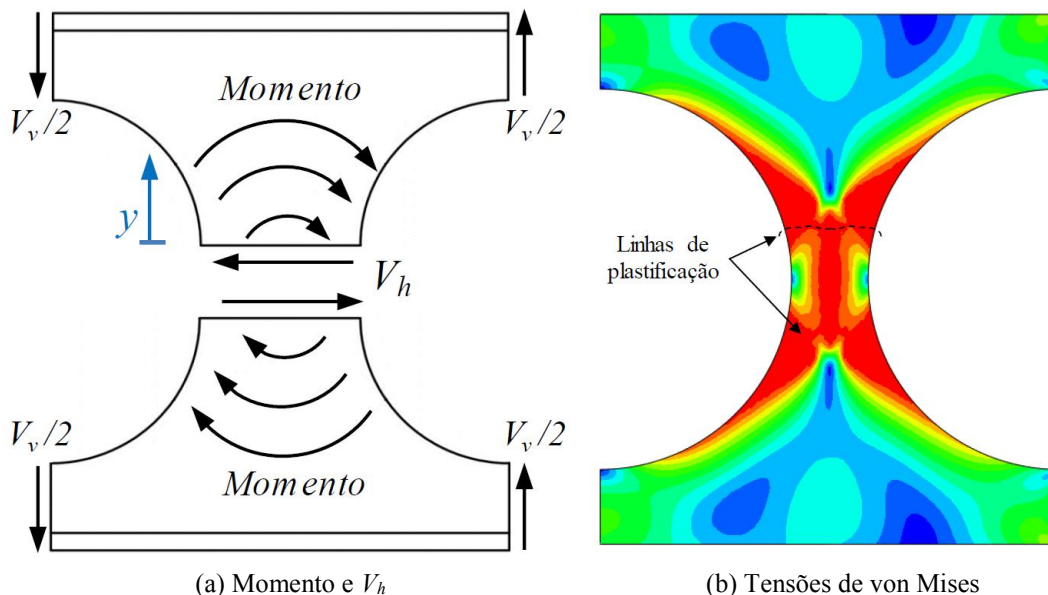 Momento
V_v/2
V_v/2
y
V_h
V_v/2
V_v/2
Momento
(a) Momento e V_h
Linhas de
plastificação
(b) Tensões de von Mises